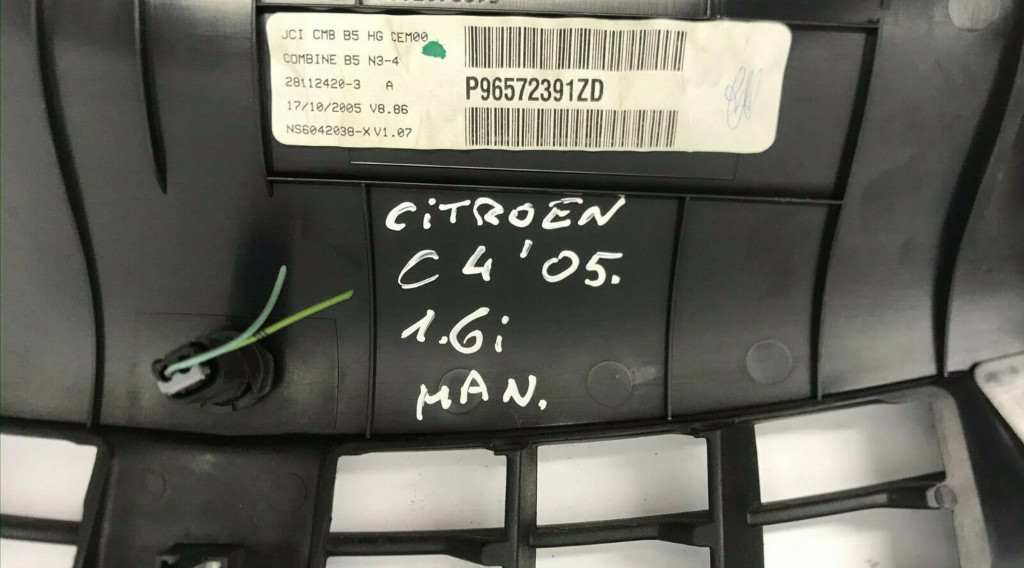 JCI CMB B5 HG CEM00
COMBINE B5 N3-4
28112420-3 A
17/10/2005 V8.86
NS6042038-X V1.07
P96572391ZD
CiTROËN
C4 '05.
1.6i
MAN.